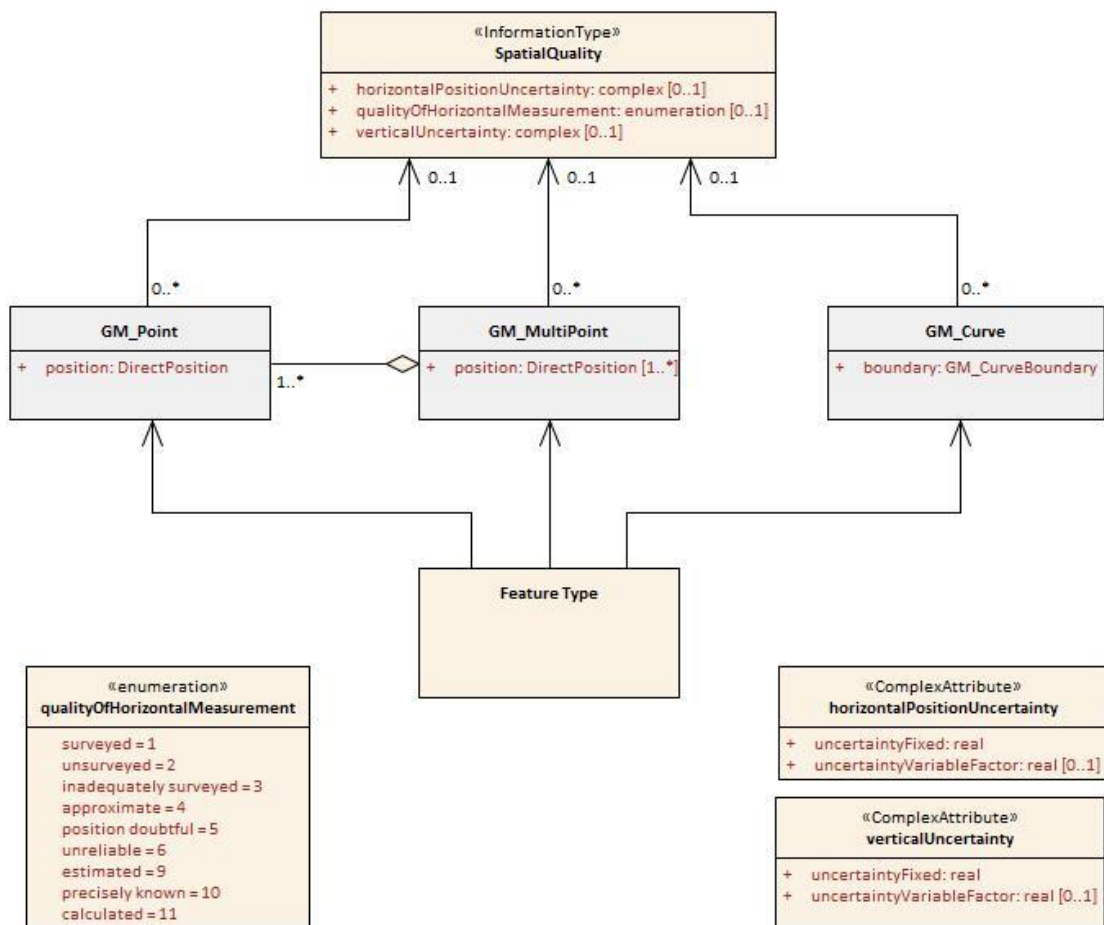 «InformationType»
SpatialQuality
+ horizontalPositionUncertainty: complex [0..1]
+ qualityOfHorizontalMeasurement: enumeration [0..1]
+ verticalUncertainty: complex [0..1]
0..1
0..1
0..1
0..*
0..*
0..*
GM_Point
+ position: DirectPosition
1..*
GM_MultiPoint
+ position: DirectPosition [1..*]
GM_Curve
+ boundary: GM_CurveBoundary
Feature Type
«enumeration»
qualityOfHorizontalMeasurement
surveyed = 1
unsurveyed = 2
inadequately surveyed = 3
approximate = 4
position doubtful = 5
unreliable = 6
estimated = 9
precisely known = 10
calculated = 11
«ComplexAttribute»
horizontalPositionUncertainty
+ uncertaintyFixed: real
+ uncertaintyVariableFactor: real [0..1]
«ComplexAttribute»
verticalUncertainty
+ uncertaintyFixed: real
+ uncertaintyVariableFactor: real [0..1]